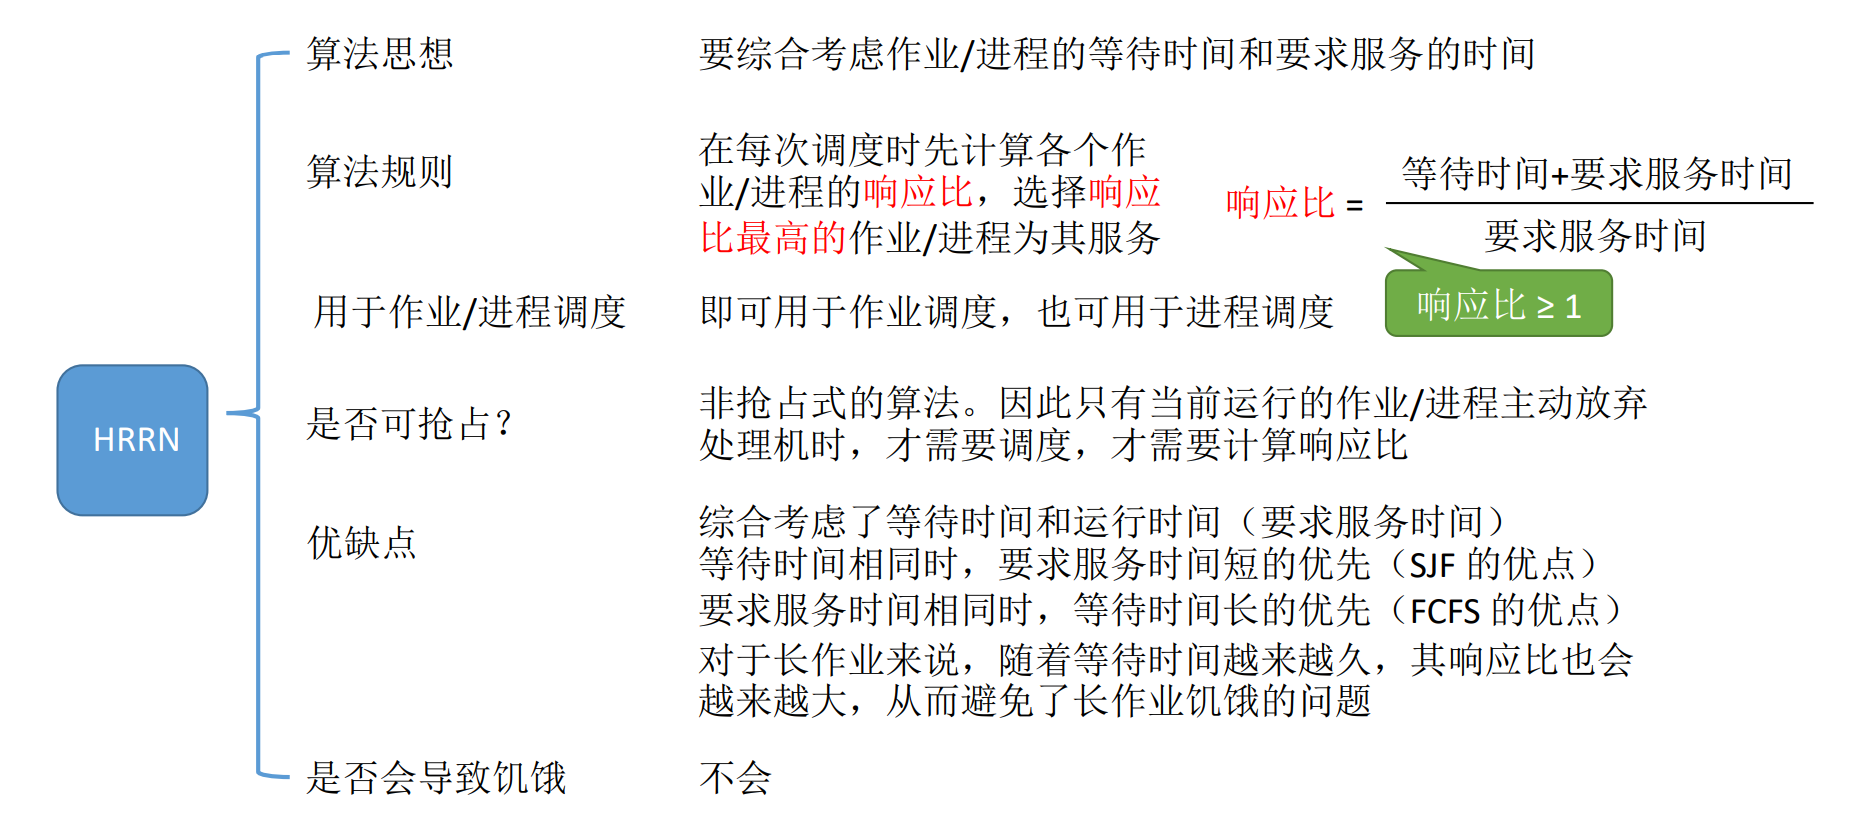 算法思想
要综合考虑作业/进程的等待时间和要求服务的时间
算法规则
在每次调度时先计算各个作
业/进程的响应比，选择响应
比最高的作业/进程为其服务
响应比 =
等待时间+要求服务时间
要求服务时间
响应比 ≥ 1
用于作业/进程调度
即可用于作业调度，也可用于进程调度
HRRN
是否可抢占？
非抢占式的算法。因此只有当前运行的作业/进程主动放弃
处理机时，才需要调度，才需要计算响应比
优缺点
综合考虑了等待时间和运行时间（要求服务时间）
等待时间相同时，要求服务时间短的优先（SJF 的优点）
要求服务时间相同时，等待时间长的优先（FCFS 的优点）
对于长作业来说，随着等待时间越来越久，其响应比也会
越来越大，从而避免了长作业饥饿的问题
是否会导致饥饿
不会